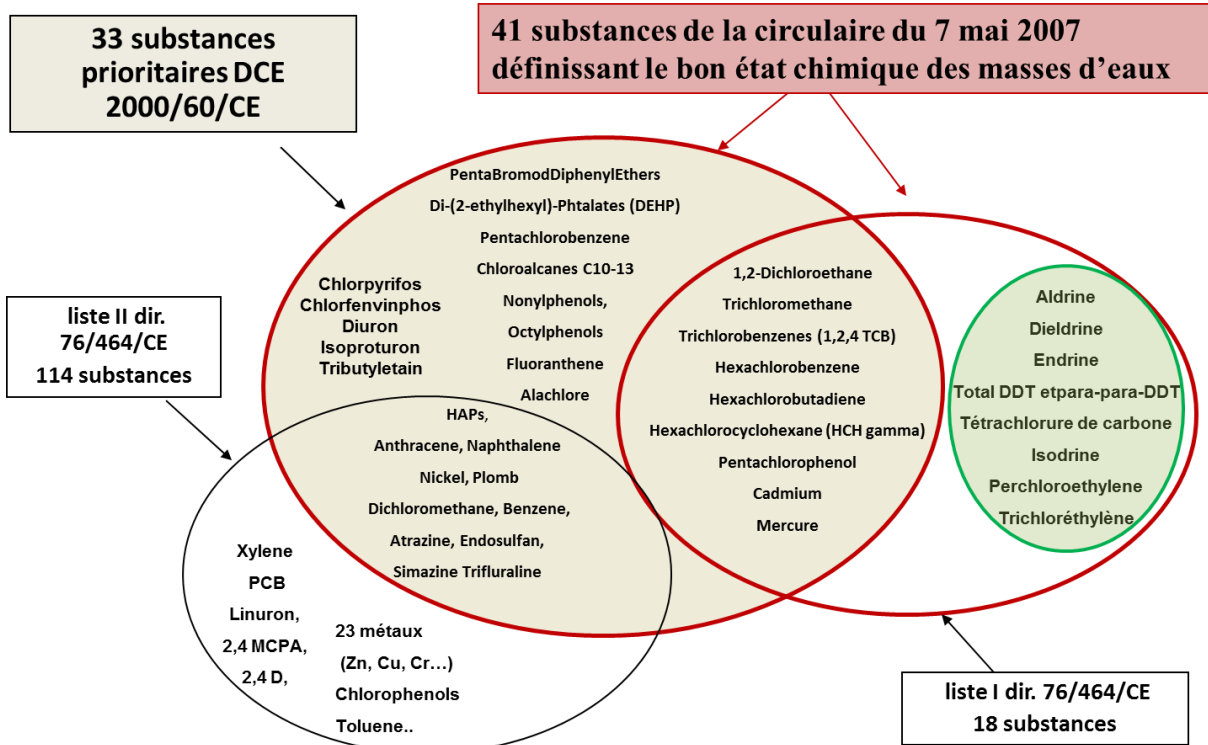 33 substances
prioritaires DCE
2000/60/CE
41 substances de la circulaire du 7 mai 2007
définissant le bon état chimique des masses d’eaux
PentaBromodDiphenylEthers
Di-(2-ethylhexyl)-Phtalates (DEHP)
Pentachlorobenzene
Chloroalcanes C10-13
Nonylphenols,
Octylphenols
Fluoranthene
Alachlore
Chlorpyrifos
Chlorfenvinphos
Diuron
Isoproturon
Tributyletain
liste II dir.
76/464/CE
114 substances
HAPs,
Anthracene, Naphthalene
Nickel, Plomb
Dichloromethane, Benzene,
Atrazine, Endosulfan,
Simazine Trifluraline
1,2-Dichloroethane
Trichloromethane
Trichlorobenzenes (1,2,4 TCB)
Hexachlorobenzene
Hexachlorobutadiene
Hexachlorocyclohexane (HCH gamma)
Pentachlorophenol
Cadmium
Mercure
Aldrine
Dieldrine
Endrine
Total DDT etpara-para-DDT
Tétrachlorure de carbone
Isodrine
Perchloroethylene
Trichloréthylène
Xylene
PCB
Linuron,
2,4 MCPA,
2,4 D,
23 métaux
(Zn, Cu, Cr…)
Chlorophenols
Toluene..
liste I dir. 76/464/CE
18 substances